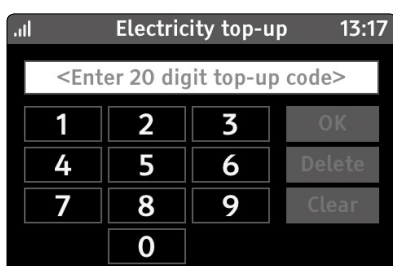 Electricity top-up 13:17
<Enter 20 digit top-up code>
1 2 3 OK
4 5 6 Delete
7 8 9 Clear
0